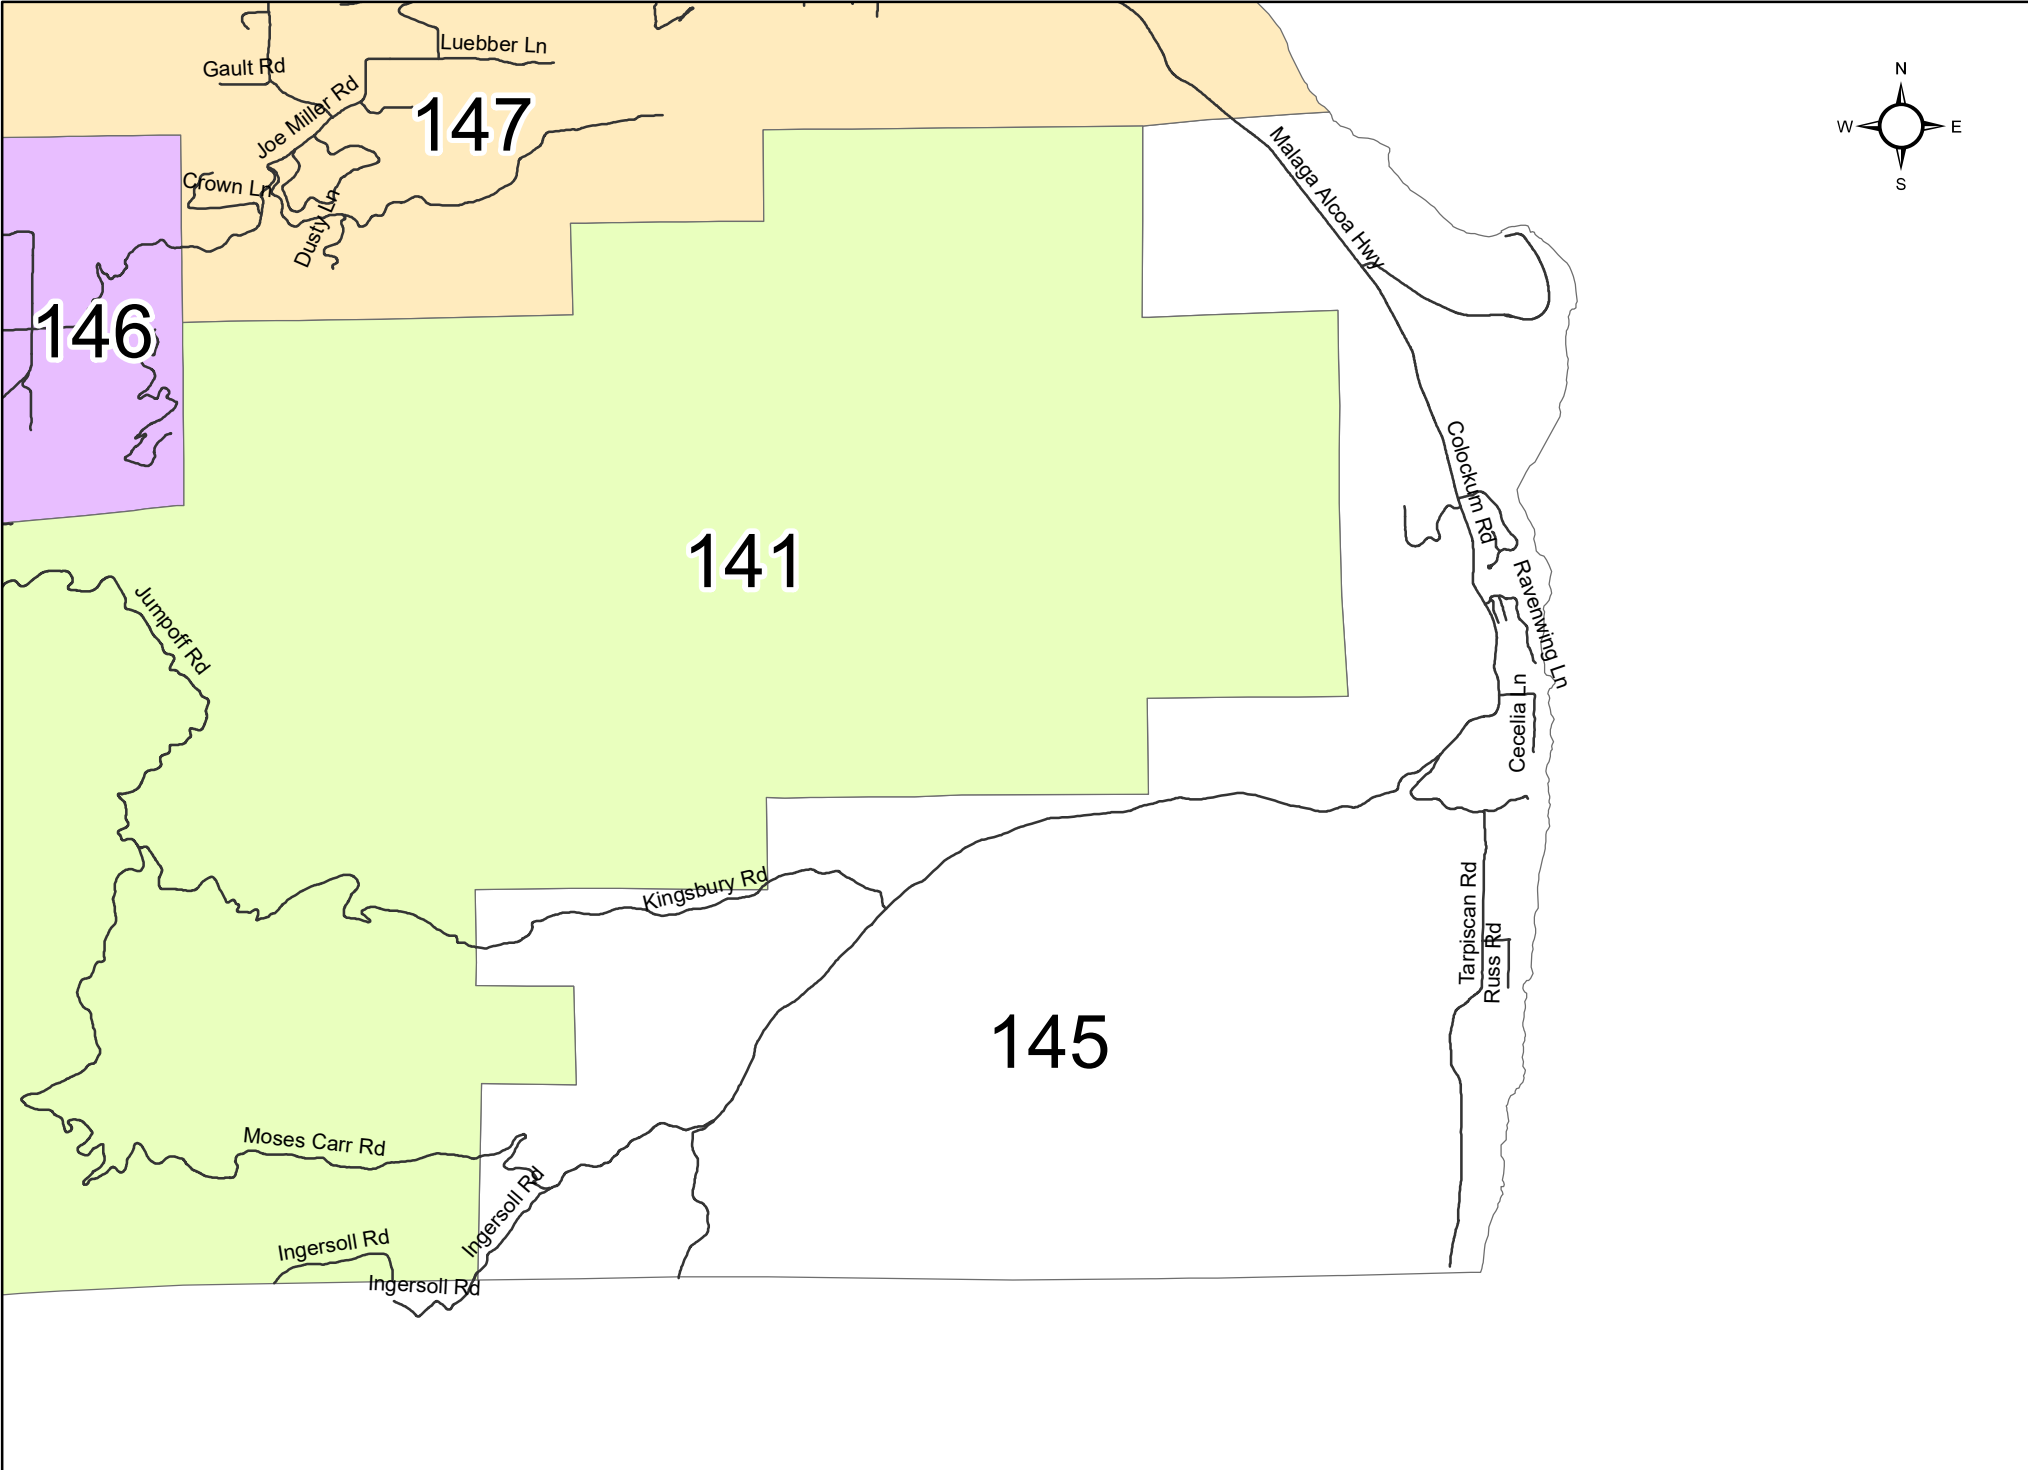 Luebber Ln
Gault Rd
N
Joe Miller Rd
147
W
E
Malaga Alcoa Hwy
S
Crown Ln
Dusty Ln
146
Colockum Rd
141
Ravenwing Ln
Jumpoff Rd
Cecelia Ln
Kingsbury Rd
Tarpiscan Rd
Russ Rd
145
Moses Carr Rd
Ingersoll Rd
Ingersoll Rd
Ingersoll Rd